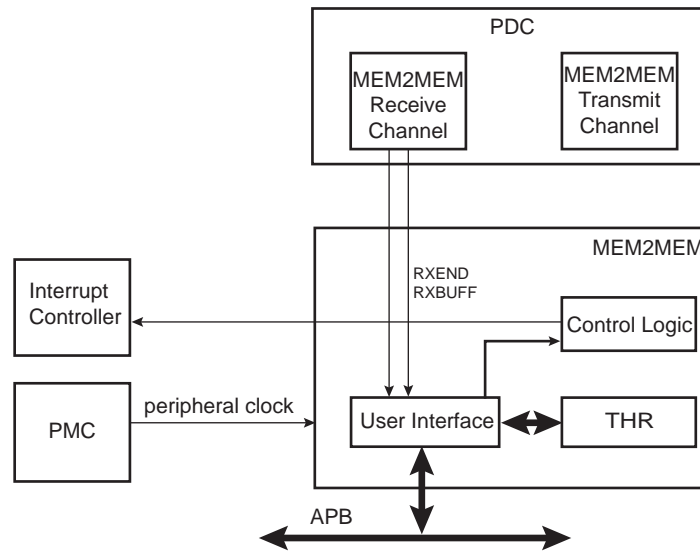 PDC
MEM2MEM
Receive
Channel
MEM2MEM
Transmit
Channel
MEM2MEM
RXEND
RXBUFF
Interrupt
Controller
Control Logic
PMC
peripheral clock
User Interface
THR
APB